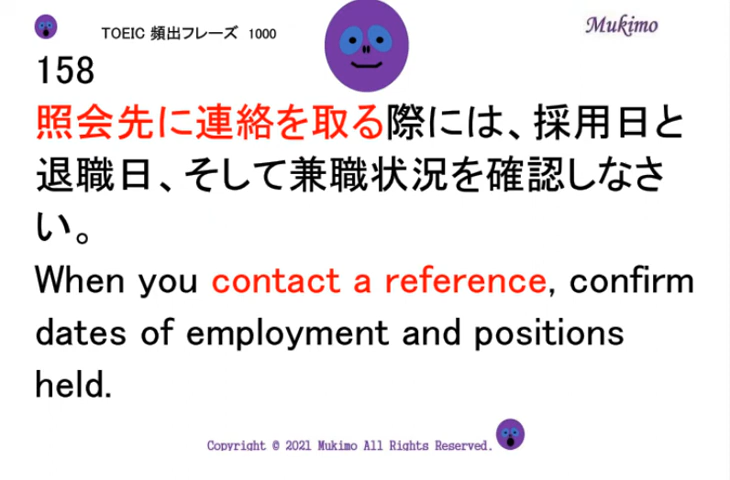 TOEIC 頻出フレーズ 1000
Mukimo
158
照会先に連絡を取る際には、採用日と
退職日、そして兼職状況を確認しなさ
い。
When you contact a reference, confirm
dates of employment and positions
held.
Copyright © 2021 Mukimo All Rights Reserved.